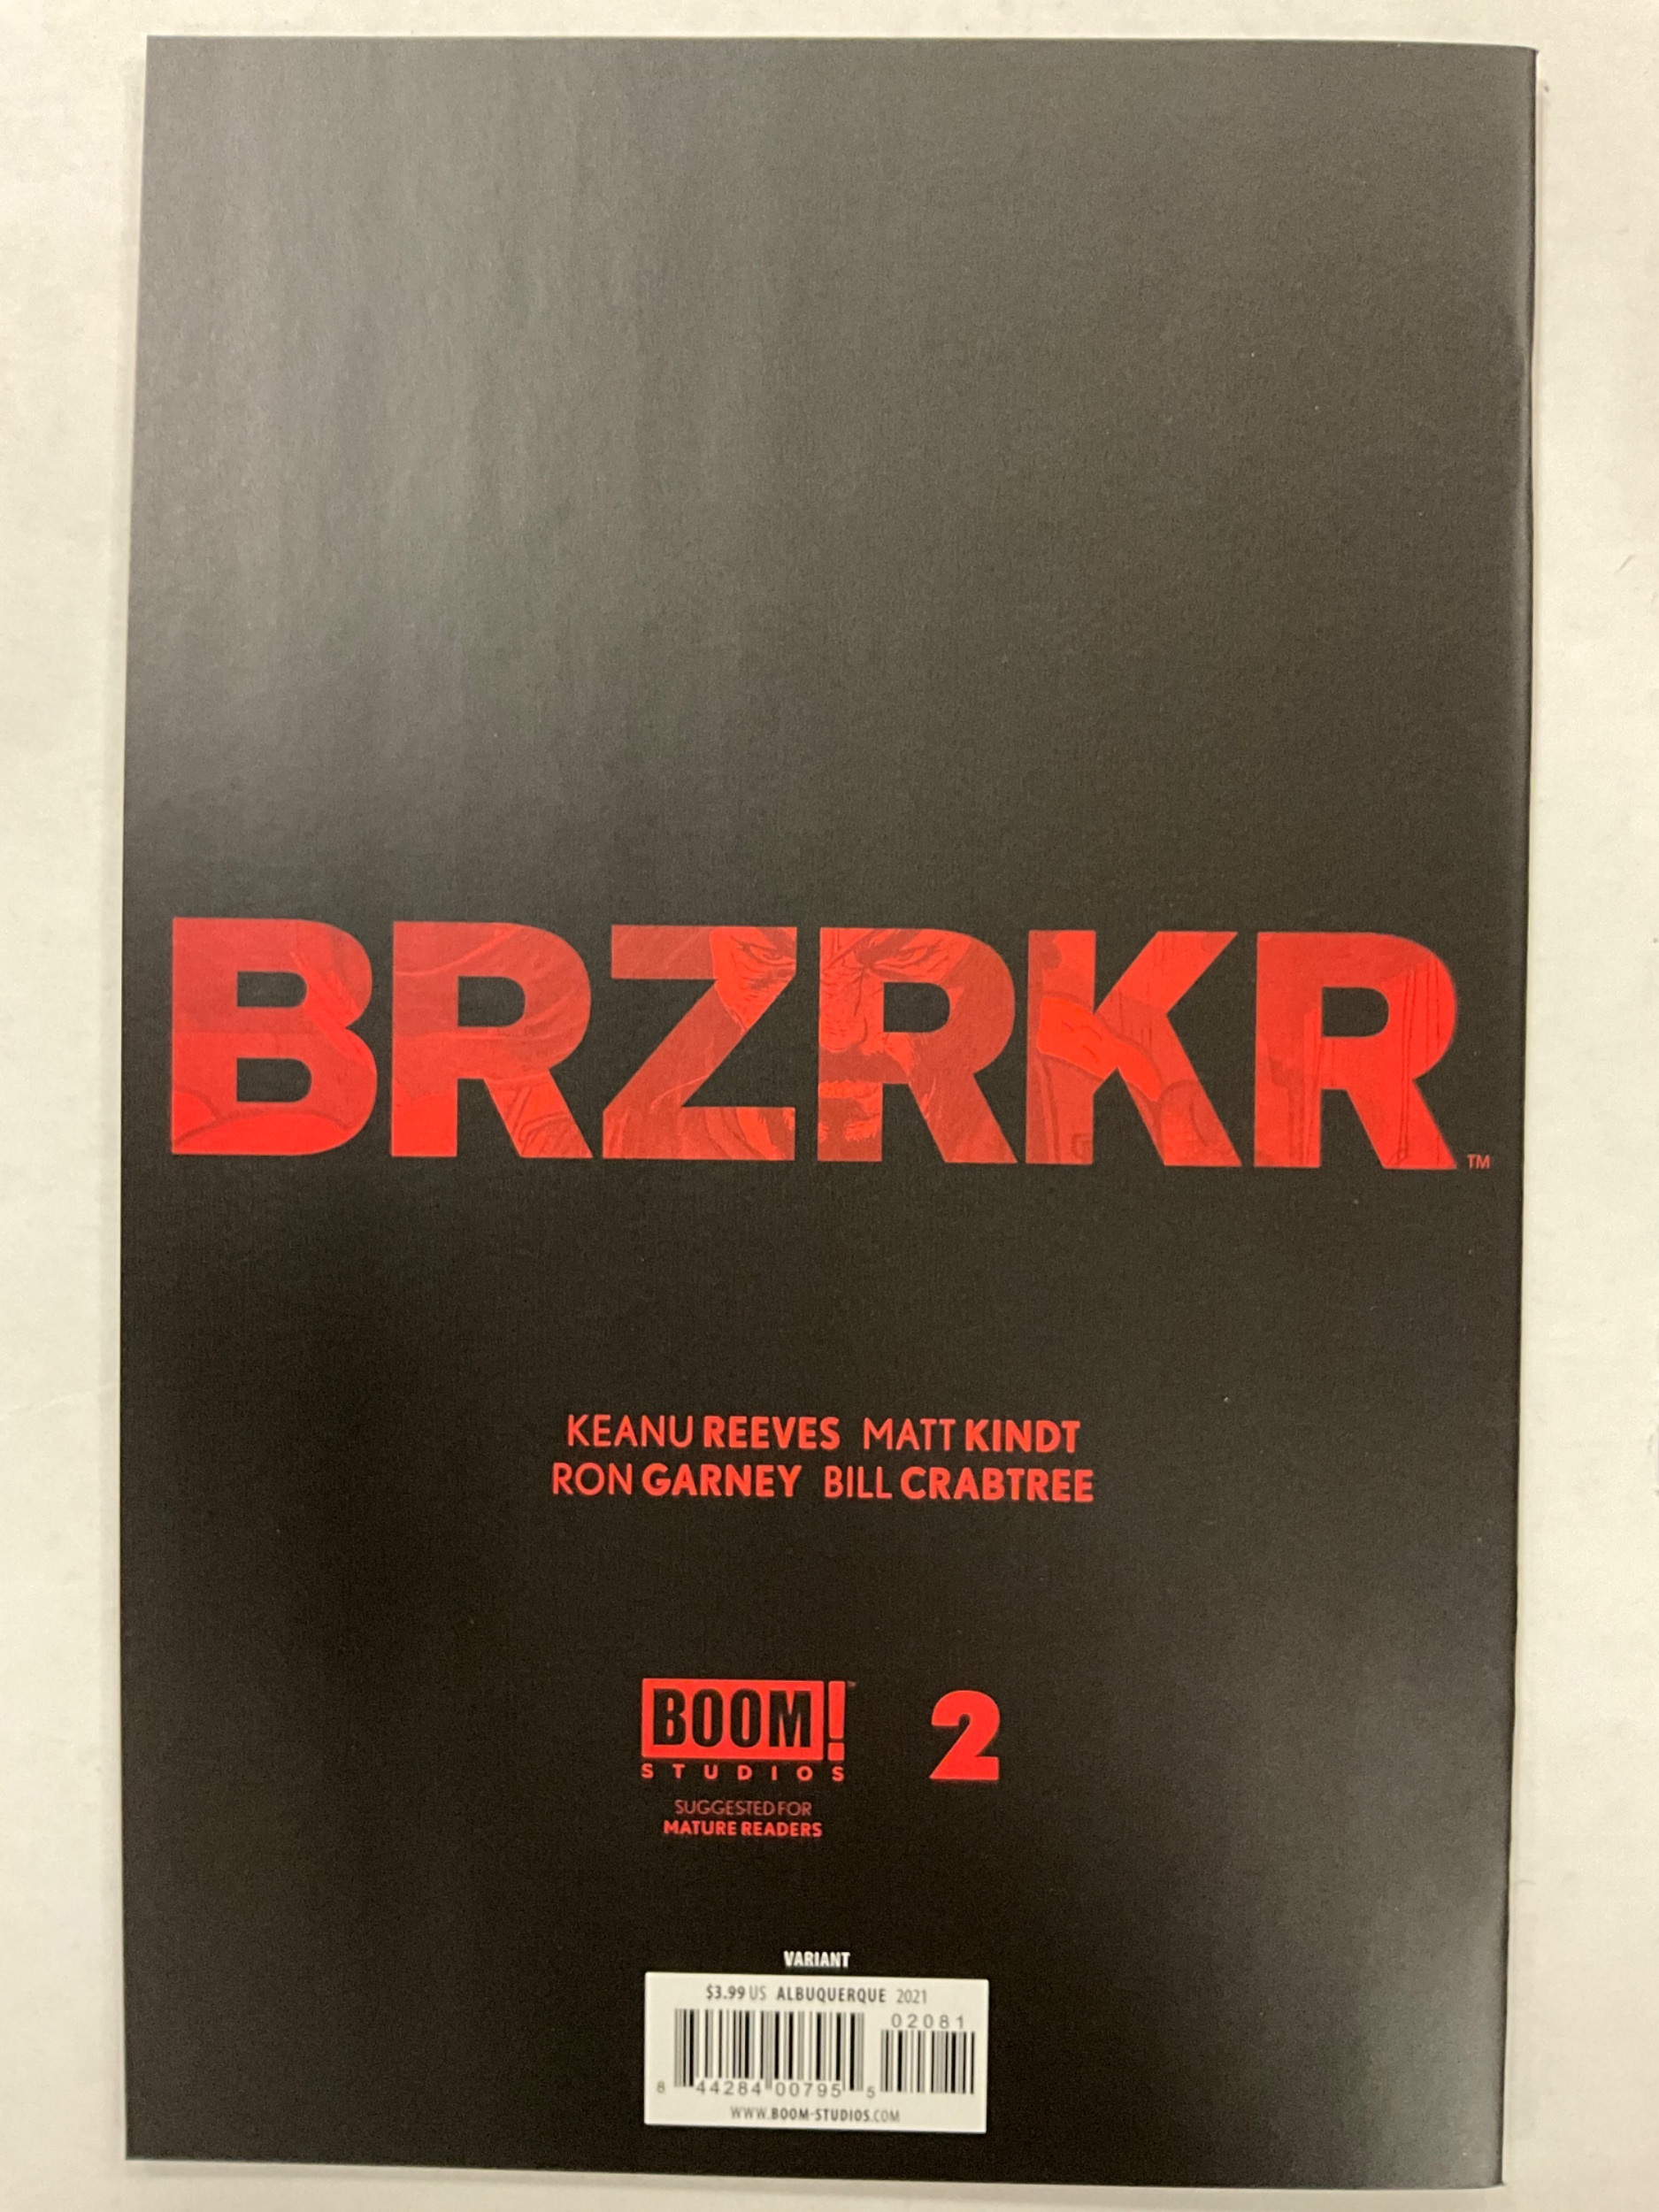 BRZRKR™
KEANU REEVES MATT KINDT
RON GARNEY BILL CRABTREE
BOOM!™ 2
STUDIOS
SUGGESTED FOR
MATURE READERS
VARIANT
$3.99 US ALBUQUERQUE 2021
02081
8 44284 00795 5
WWW.BOOM-STUDIOS.COM